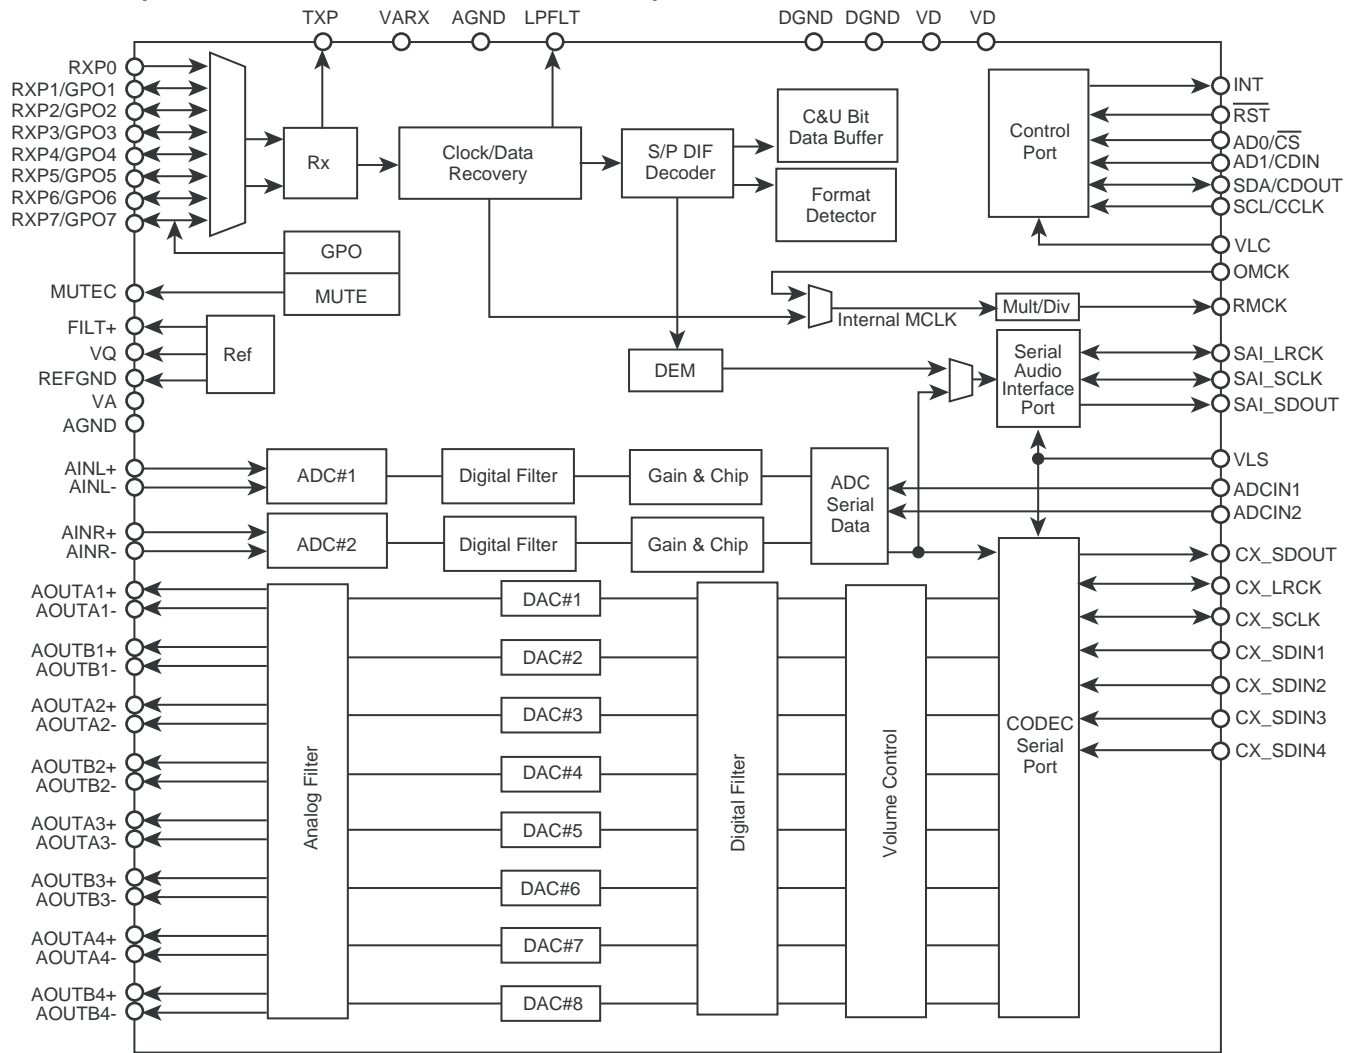 TXP VARX AGND LPFLT DGND DGND VD VD
RXP0
RXP1/GPO1
RXP2/GPO2
RXP3/GPO3
RXP4/GPO4
RXP5/GPO5
RXP6/GPO6
RXP7/GPO7
MUTEC
FILT+
VQ
REFGND
VA
AGND
AINL+
AINL-
AINR+
AINR-
AOUTA1+
AOUTA1-
AOUTB1+
AOUTB1-
AOUTA2+
AOUTA2-
AOUTB2+
AOUTB2-
AOUTA3+
AOUTA3-
AOUTB3+
AOUTB3-
AOUTA4+
AOUTA4-
AOUTB4+
AOUTB4-
Rx
Clock/Data
Recovery
S/P DIF
Decoder
C&U Bit
Data Buffer
Format
Detector
Control
Port
GPO
MUTE
Ref
Internal MCLK
Mult/Div
DEM
Serial
Audio
Interface
Port
ADC#1
Digital Filter
Gain & Chip
ADC
Serial
Data
ADC#2
Digital Filter
Gain & Chip
Analog Filter
DAC#1
DAC#2
DAC#3
DAC#4
DAC#5
DAC#6
DAC#7
DAC#8
Digital Filter
Volume Control
CODEC
Serial
Port
INT
RST
AD0/CS
AD1/CDIN
SDA/CDOUT
SCL/CCLK
VLC
OMCK
RMCK
SAI_LRCK
SAI_SCLK
SAI_SDOUT
VLS
ADCIN1
ADCIN2
CX_SDOUT
CX_LRCK
CX_SCLK
CX_SDIN1
CX_SDIN2
CX_SDIN3
CX_SDIN4